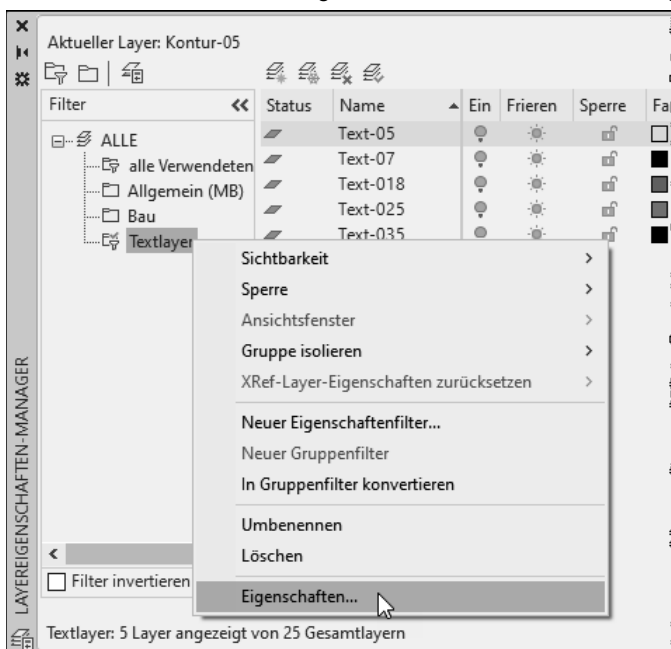 Aktueller Layer: Kontur-05
Filter
Status Name Ein Frieren Sperre Fa
ALLE
alle Verwendeten
Allgemein (MB)
Bau
Textlayer
Text-05
Text-07
Text-018
Text-025
Text-035
Sichtbarkeit
Sperre
Ansichtsfenster
Gruppe isolieren
XRef-Layer-Eigenschaften zurücksetzen
Neuer Eigenschaftenfilter...
Neuer Gruppenfilter
In Gruppenfilter konvertieren
Umbenennen
Löschen
Eigenschaften...
Filter invertieren
Textlayer: 5 Layer angezeigt von 25 Gesamtlayern
LAYEREIGENSCHAFTEN-MANAGER